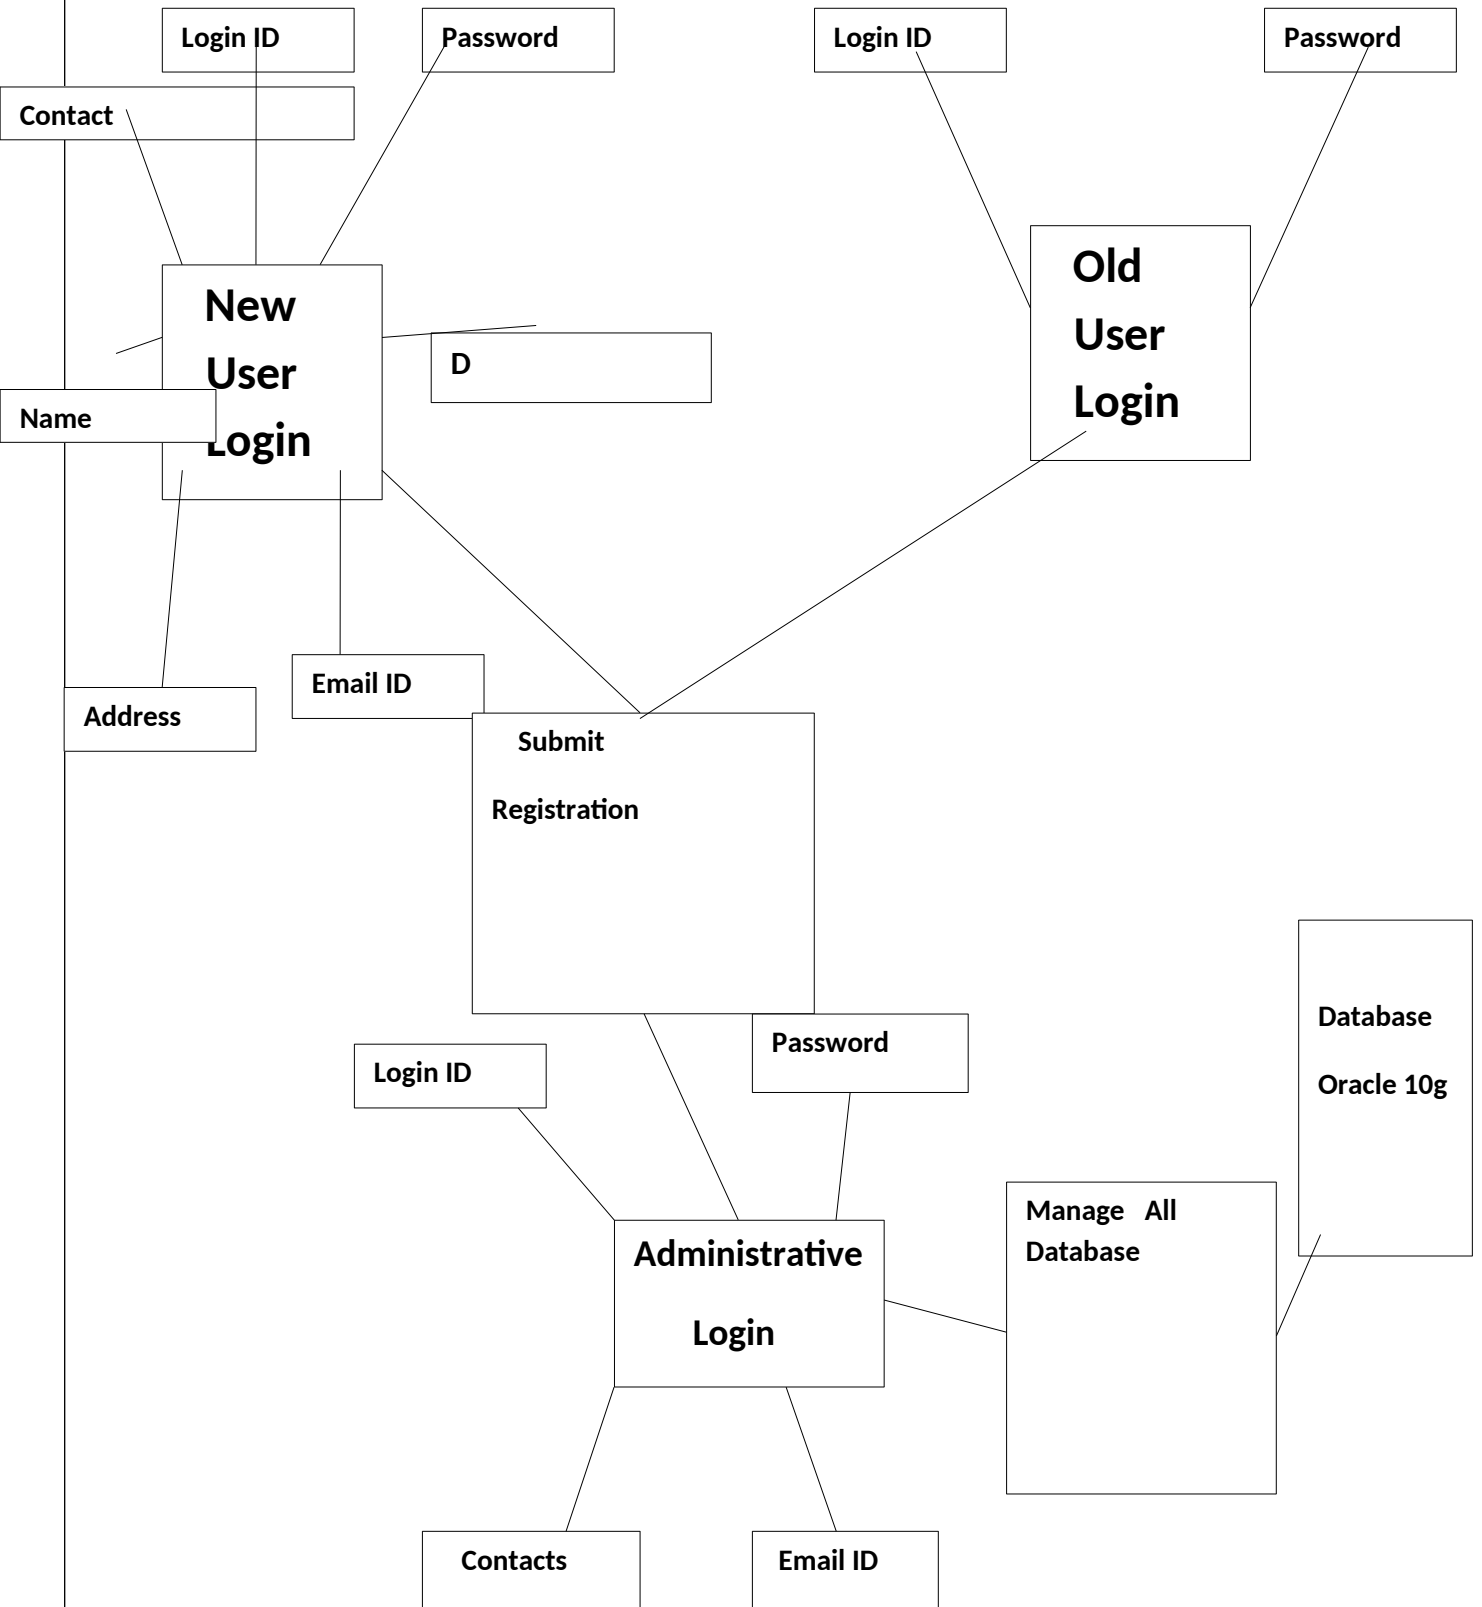 Login ID
Password
Login ID
Password
Contact
New
User
Login
Old
User
Login
D
Name
Email ID
Address
Submit
Registration
Database
Oracle 10g
Login ID
Password
Manage All
Database
Administrative
Login
Contacts
Email ID